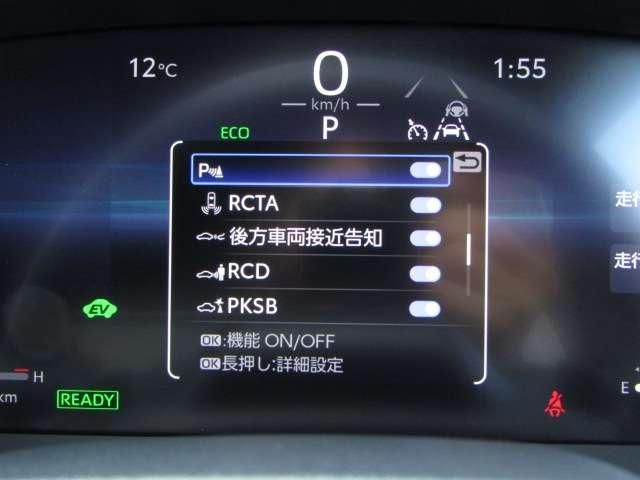 12℃
0
1:55
km/h
ECO
P
P
RCTA
後方車両接近告知
RCD
PKSB
OK:機能 ON/OFF
OK長押し:詳細設定
走行
走行
EV
H
km
READY
E